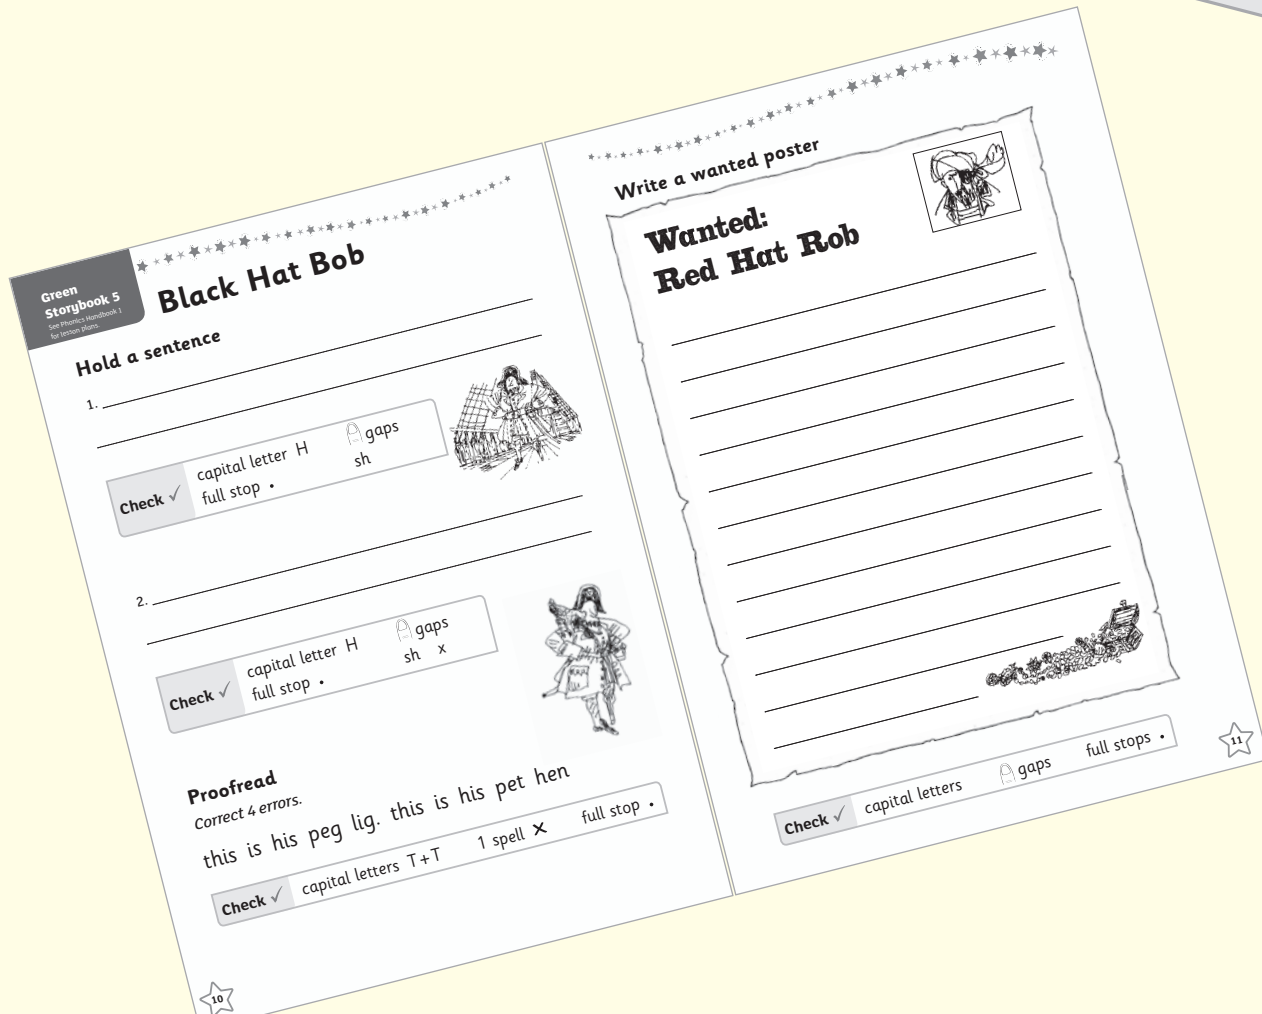 Green
Storybook 5
See Phonics Handbook 1
for lesson plans.
Black Hat Bob
Hold a sentence
1.
Check ✓ capital letter H gaps
full stop . sh
2.
Check ✓ capital letter H gaps
full stop . sh x
Proofread
Correct 4 errors.
this is his peg lig. this is his pet hen
Check ✓ capital letters T+T 1 spell ✗ full stop .
10
Write a wanted poster
Wanted:
Red Hat Rob
Check ✓ capital letters gaps full stops .
11